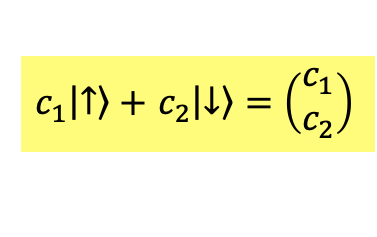 c₁|↑⟩ + c₂|↓⟩ = (c₁ c₂)